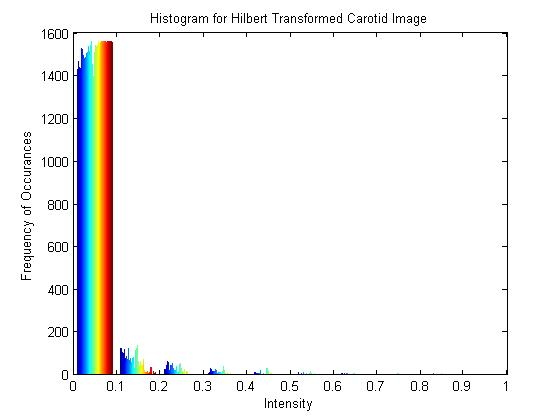 Histogram for Hilbert Transformed Carotid Image
1600
1400
1200
1000
800
600
400
200
0
Frequency of Occurances
0 0.1 0.2 0.3 0.4 0.5 0.6 0.7 0.8 0.9 1
Intensity